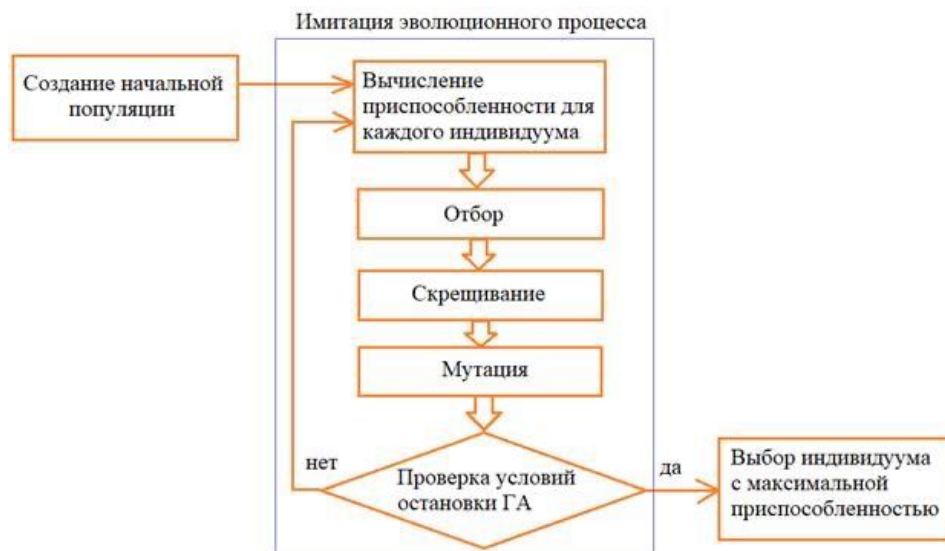 Имитация эволюционного процесса
Создание начальной
популяции
Вычисление
приспособленности для
каждого индивидуума
Отбор
Скрещивание
Мутация
нет
Проверка условий
остановки ГА
да
Выбор индивидуума
с максимальной
приспособленностью